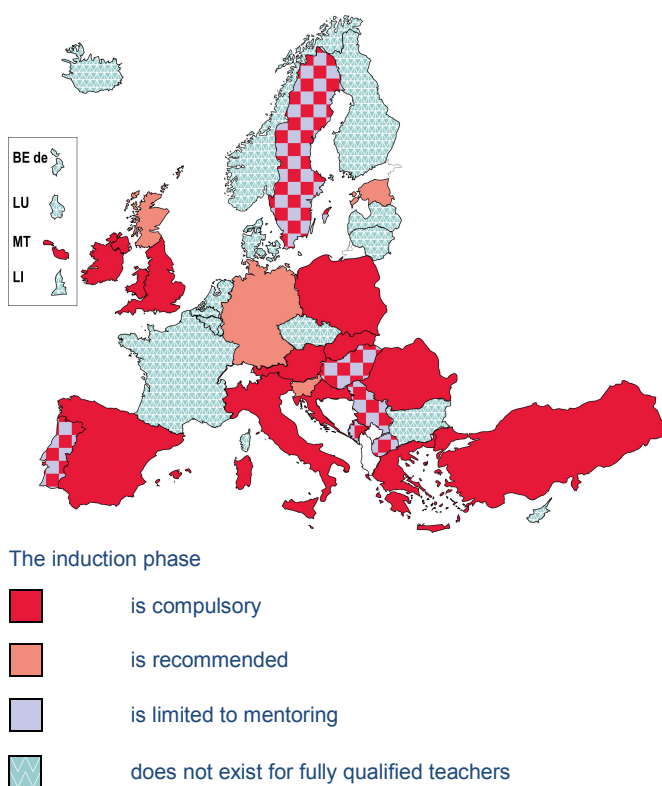 BE de
LU
MT
LI
The induction phase
is compulsory
is recommended
is limited to mentoring
does not exist for fully qualified teachers